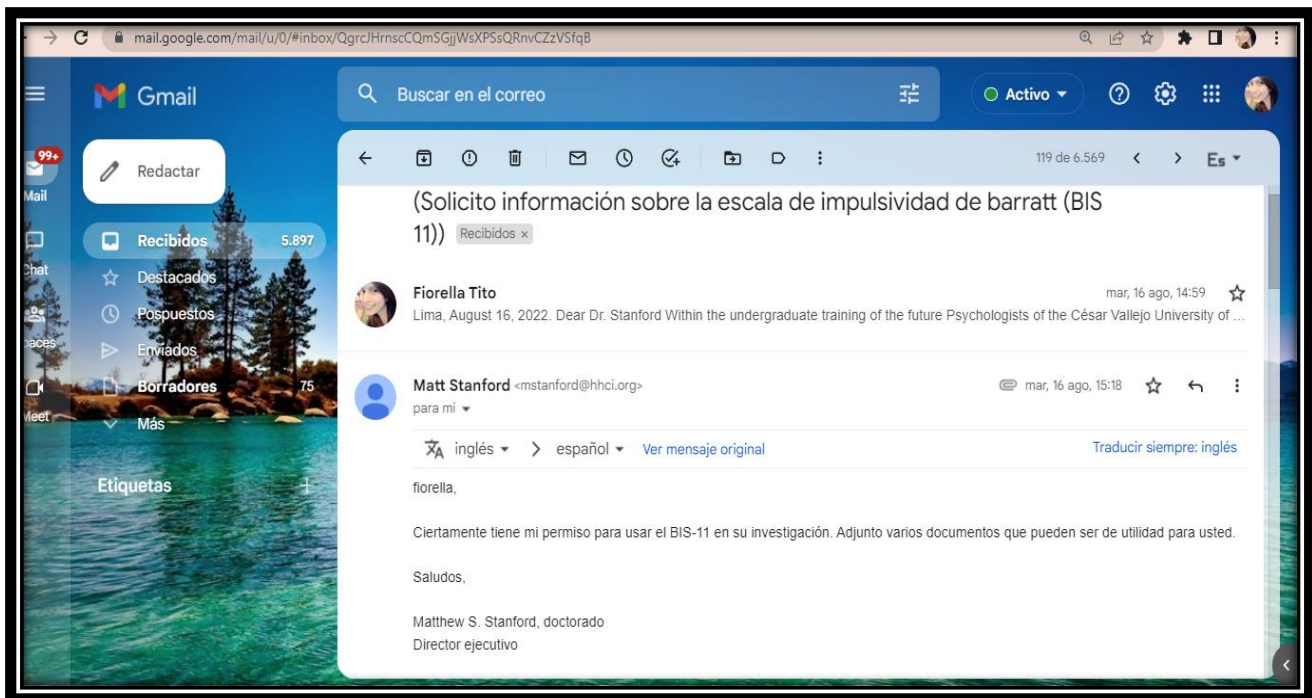 mail.google.com/mail/u/0/#inbox/QgrcJHrnscCQmSGjjWsXPSsQRnvCZzVSfqB
Gmail
Buscar en el correo
Activo
99+
Mail
Redactar
119 de 6.569
Es
(Solicito información sobre la escala de impulsividad de barratt (BIS
11)) Recibidos ×
Recibidos 5.897
Destacados
Pospuestos
Enviados
Borradores 75
Más
Etiquetas +
Fiorella Tito
mar, 16 ago, 14:59
Lima, August 16, 2022. Dear Dr. Stanford Within the undergraduate training of the future Psychologists of the César Vallejo University of ...
Matt Stanford <mstanford@hhci.org>
mar, 16 ago, 15:18
para mí
inglés > español Ver mensaje original
Traducir siempre: inglés
fiorella,
Ciertamente tiene mi permiso para usar el BIS-11 en su investigación. Adjunto varios documentos que pueden ser de utilidad para usted.
Saludos,
Matthew S. Stanford, doctorado
Director ejecutivo